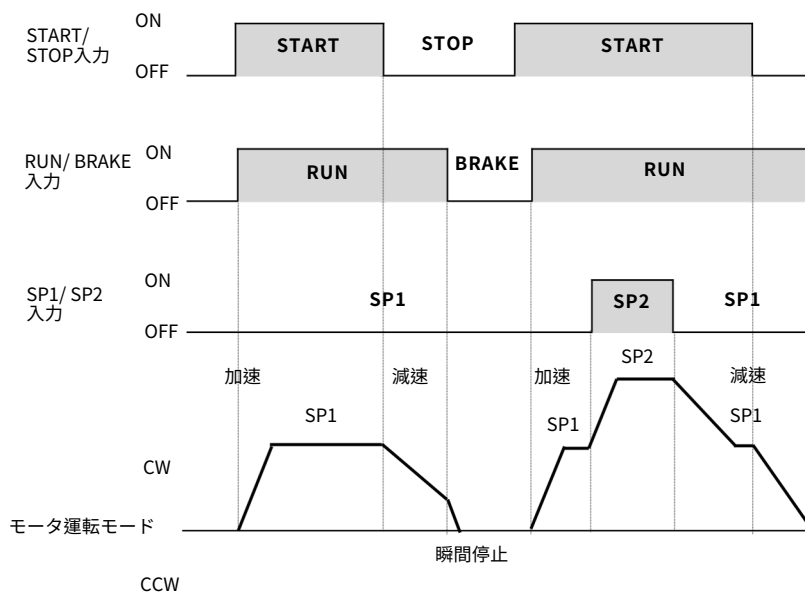 START/
STOP入力
ON
OFF
START
STOP
START
RUN/ BRAKE
入力
ON
OFF
RUN
BRAKE
RUN
SP1/ SP2
入力
ON
OFF
SP1
SP2
SP1
加速
減速
加速
SP2
減速
SP1
SP1
SP1
CW
モータ運転モード
瞬間停止
CCW